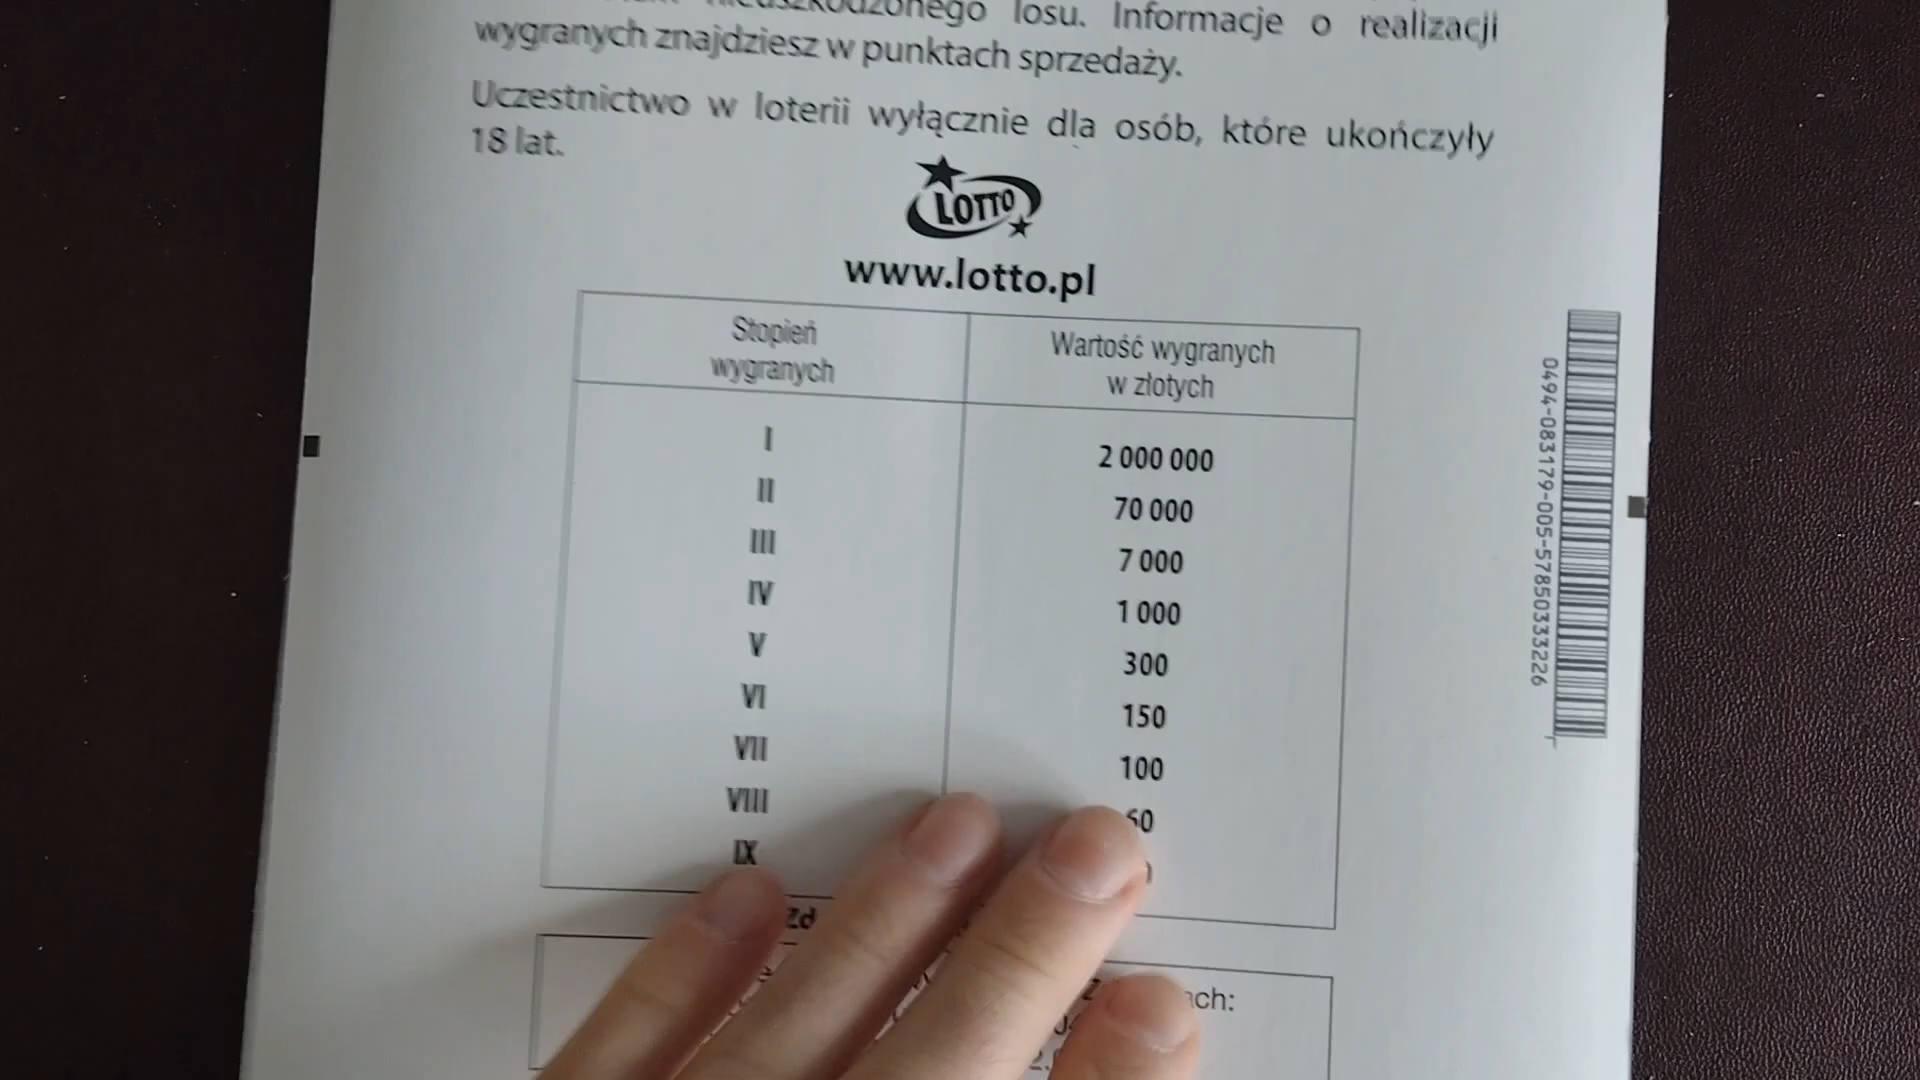 losu. Informacje o realizacji
wygranych znajdziesz w punktach sprzedaży.
Uczestnictwo w loterii wyłącznie dla osób, które ukończyły
18 lat.
LOTTO
www.lotto.pl
Stopień wygranych
Wartość wygranych w złotych
I 2 000 000
II 70 000
III 7 000
IV 1 000
V 300
VI 150
VII 100
VIII 60
IX
0494-083179-005-5785033226